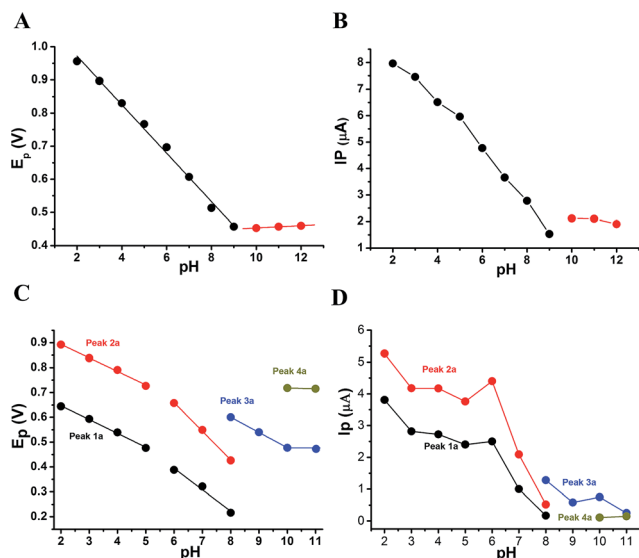 A
1.0
0.9
0.8
0.7
0.6
0.5
0.4
E_p (V)
2 4 6 8 10 12
pH
B
9
8
7
6
5
4
3
2
1
0
IP (μA)
2 4 6 8 10 12
pH
C
0.9
0.8
0.7
0.6
0.5
0.4
0.3
0.2
Ep (V)
Peak 2a
Peak 1a
Peak 3a
Peak 4a
2 3 4 5 6 7 8 9 10 11
pH
D
6
5
4
3
2
1
0
Ip (μA)
Peak 2a
Peak 1a
Peak 3a
Peak 4a
2 3 4 5 6 7 8 9 10 11
pH